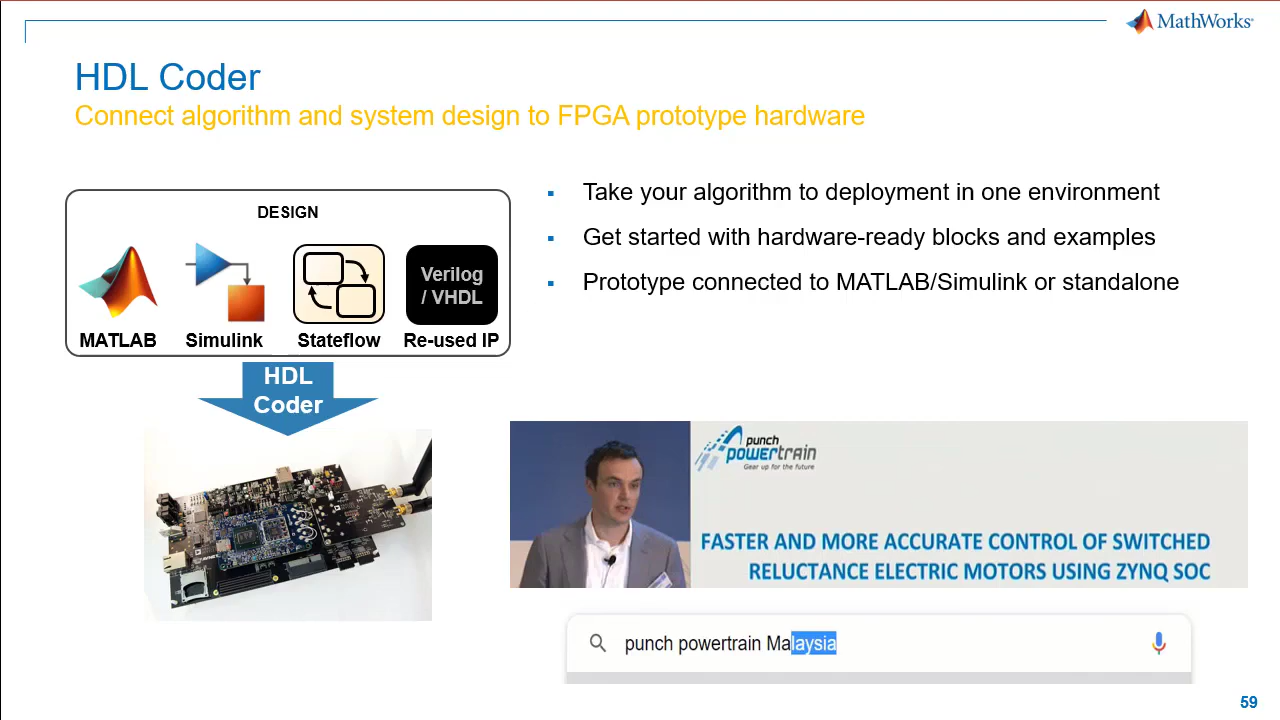 MathWorks
HDL Coder
Connect algorithm and system design to FPGA prototype hardware
DESIGN
MATLAB
Simulink
Stateflow
Verilog
/ VHDL
Re-used IP
HDL
Coder
▪ Take your algorithm to deployment in one environment
▪ Get started with hardware-ready blocks and examples
▪ Prototype connected to MATLAB/Simulink or standalone
punch
powertrain
Gear up for the future
FASTER AND MORE ACCURATE CONTROL OF SWITCHED
RELUCTANCE ELECTRIC MOTORS USING ZYNQ SOC
punch powertrain Malaysia
59